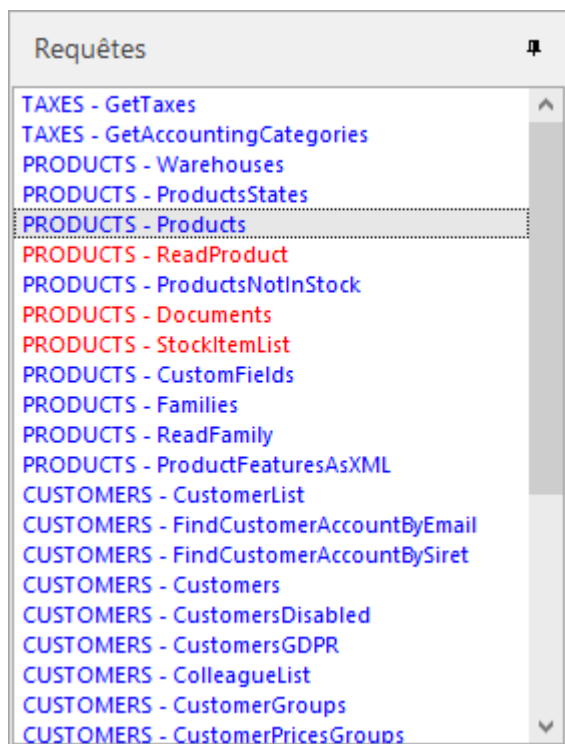 Requêtes
TAXES - GetTaxes
TAXES - GetAccountingCategories
PRODUCTS - Warehouses
PRODUCTS - ProductsStates
PRODUCTS - Products
PRODUCTS - ReadProduct
PRODUCTS - ProductsNotInStock
PRODUCTS - Documents
PRODUCTS - StockItemList
PRODUCTS - CustomFields
PRODUCTS - Families
PRODUCTS - ReadFamily
PRODUCTS - ProductFeaturesAsXML
CUSTOMERS - CustomerList
CUSTOMERS - FindCustomerAccountByEmail
CUSTOMERS - FindCustomerAccountBySiret
CUSTOMERS - Customers
CUSTOMERS - CustomersDisabled
CUSTOMERS - CustomersGDPR
CUSTOMERS - ColleagueList
CUSTOMERS - CustomerGroups
CUSTOMERS - CustomerPricesGroups